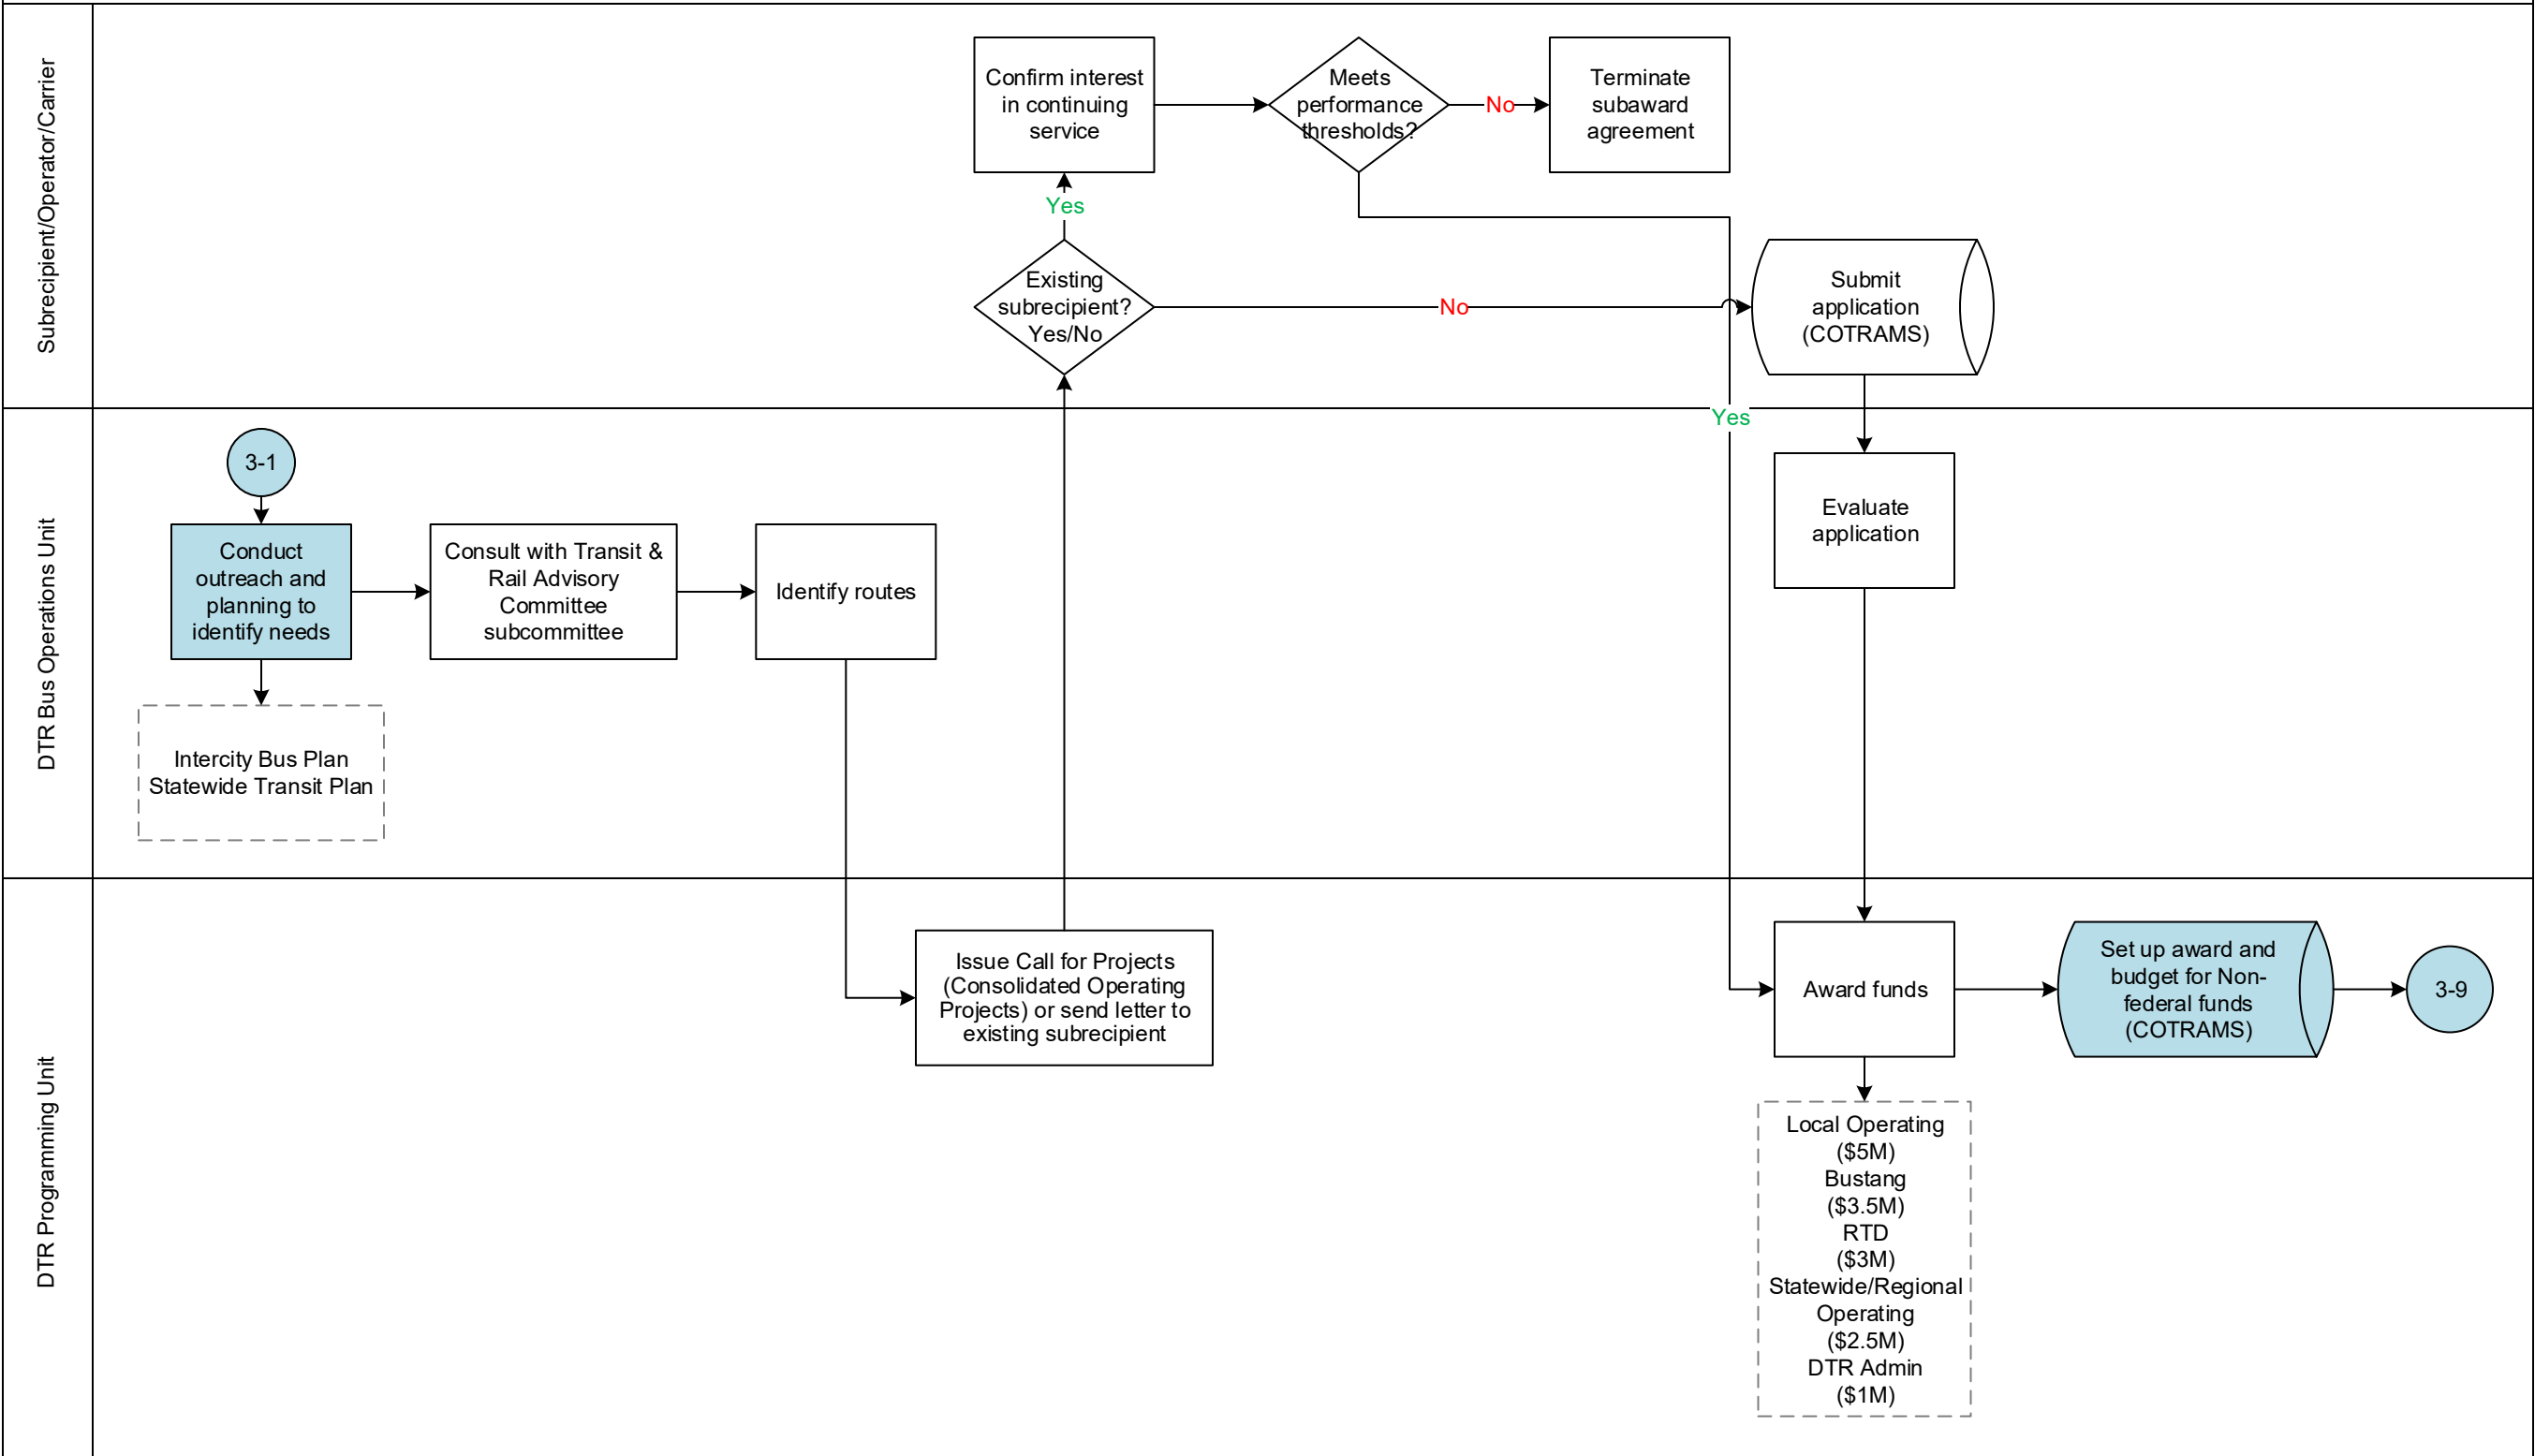 Subrecipient/Operator/Carrier
Confirm interest
in continuing
service
Meets
performance
thresholds?
No
Terminate
subaward
agreement
Yes
Existing
subrecipient?
Yes/No
No
Submit
application
(COTRAMS)
Yes
DTR Bus Operations Unit
3-1
Conduct
outreach and
planning to
identify needs
Consult with Transit &
Rail Advisory
Committee
subcommittee
Identify routes
Evaluate
application
Intercity Bus Plan
Statewide Transit Plan
DTR Programming Unit
Issue Call for Projects
(Consolidated Operating
Projects) or send letter to
existing subrecipient
Award funds
Set up award and
budget for Non-
federal funds
(COTRAMS)
3-9
Local Operating
($5M)
Bustang
($3.5M)
RTD
($3M)
Statewide/Regional
Operating
($2.5M)
DTR Admin
($1M)